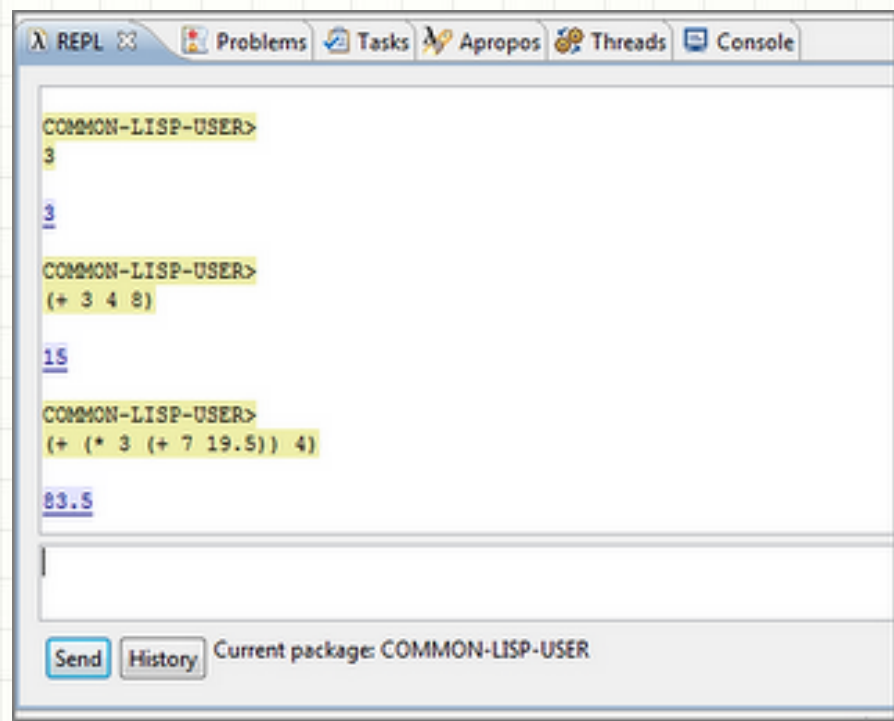 λ REPL Problems Tasks Apropos Threads Console
COMMON-LISP-USER>
3
3
COMMON-LISP-USER>
(+ 3 4 8)
15
COMMON-LISP-USER>
(+ (* 3 (+ 7 19.5)) 4)
83.5
Send History Current package: COMMON-LISP-USER